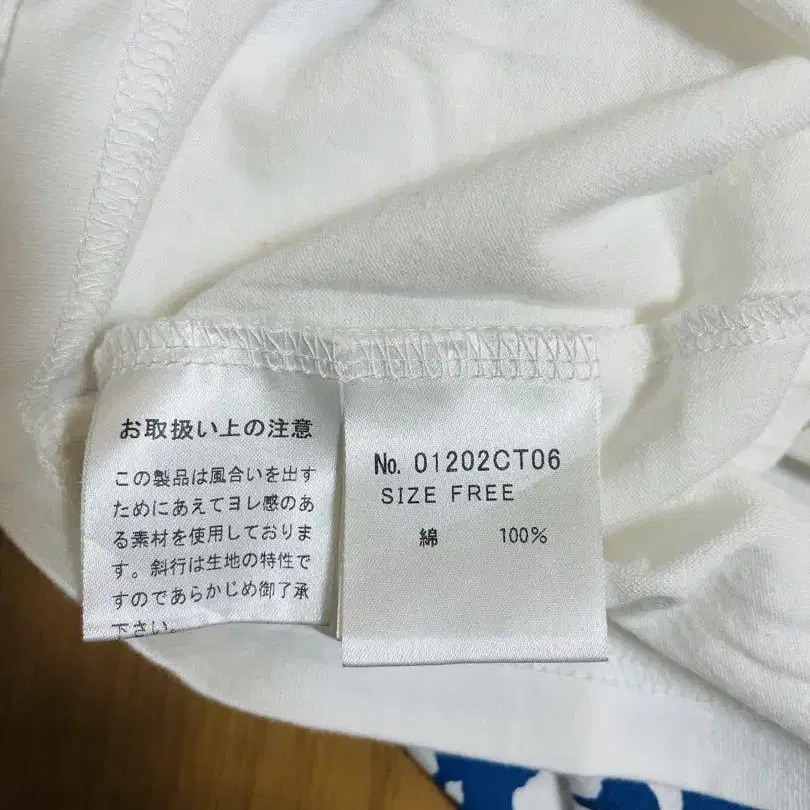 お取扱い上の注意
この製品は風合いを出す
ためにあえてヨレ感のあ
る素材を使用しておりま
す。斜行は生地の特性で
すのであらかじめ御了承
下さい。
No. 01202CT06
SIZE FREE
綿 100%